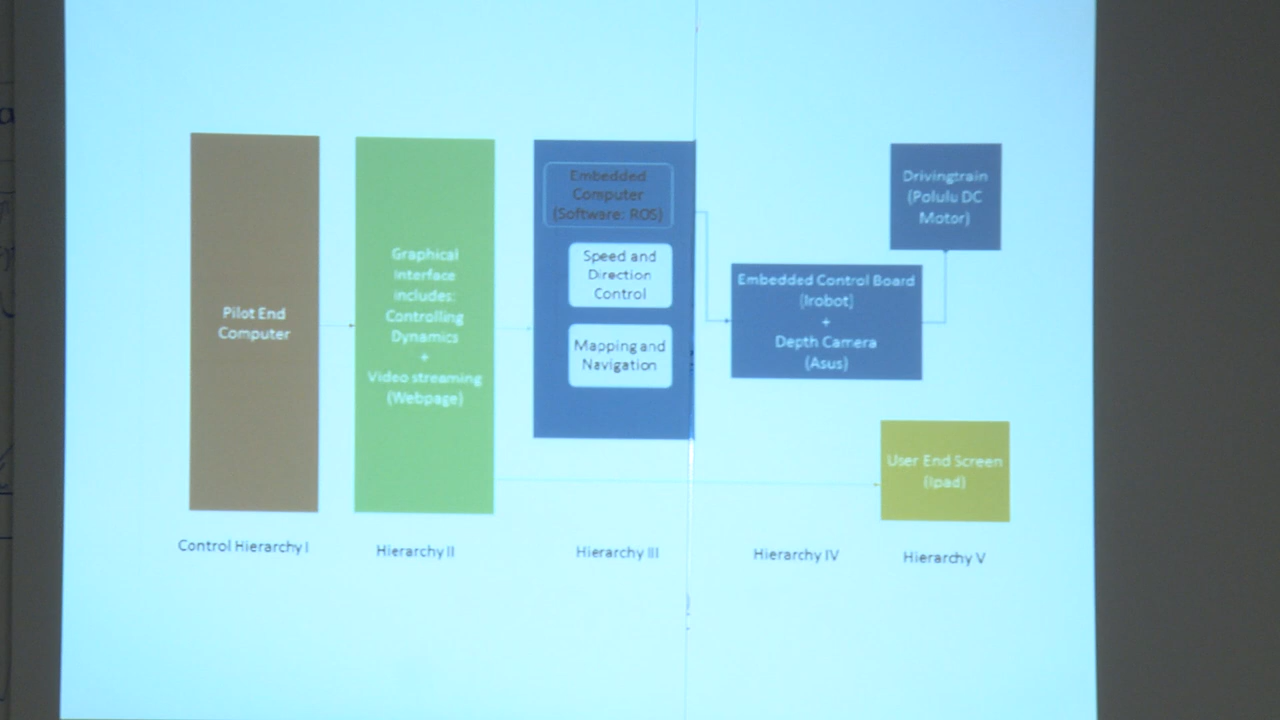 Pilot End
Computer
Graphical
Interface
includes:
Controlling
Dynamics
+
Video streaming
(Webpage)
Embedded
Computer
(Software: ROS)
Speed and
Direction
Control
Mapping and
Navigation
Embedded Control Board
(Irobot)
+
Depth Camera
(Asus)
Drivingtrain
(Polulu DC
Motor)
User End Screen
(Ipad)
Control Hierarchy I
Hierarchy II
Hierarchy III
Hierarchy IV
Hierarchy V